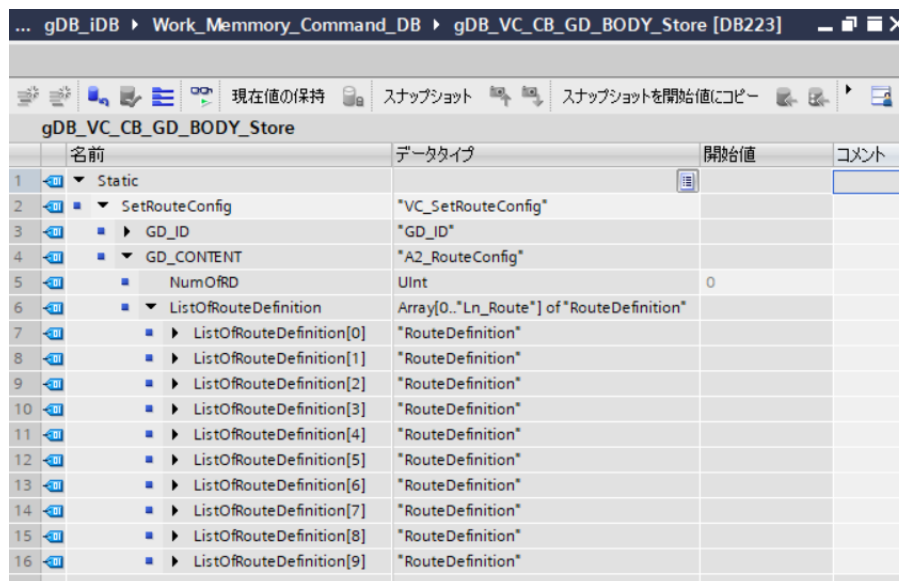 ... gDB_iDB ▸ Work_Memmory_Command_DB ▸ gDB_VC_CB_GD_BODY_Store [DB223]
現在値の保持 スナップショット スナップショットを開始値にコピー
gDB_VC_CB_GD_BODY_Store
名前 データタイプ 開始値 コメント
1 Static
2 SetRouteConfig "VC_SetRouteConfig"
3 GD_ID "GD_ID"
4 GD_CONTENT "A2_RouteConfig"
5 NumOfRD UInt 0
6 ListOfRouteDefinition Array[0.."Ln_Route"] of "RouteDefinition"
7 ListOfRouteDefinition[0] "RouteDefinition"
8 ListOfRouteDefinition[1] "RouteDefinition"
9 ListOfRouteDefinition[2] "RouteDefinition"
10 ListOfRouteDefinition[3] "RouteDefinition"
11 ListOfRouteDefinition[4] "RouteDefinition"
12 ListOfRouteDefinition[5] "RouteDefinition"
13 ListOfRouteDefinition[6] "RouteDefinition"
14 ListOfRouteDefinition[7] "RouteDefinition"
15 ListOfRouteDefinition[8] "RouteDefinition"
16 ListOfRouteDefinition[9] "RouteDefinition"